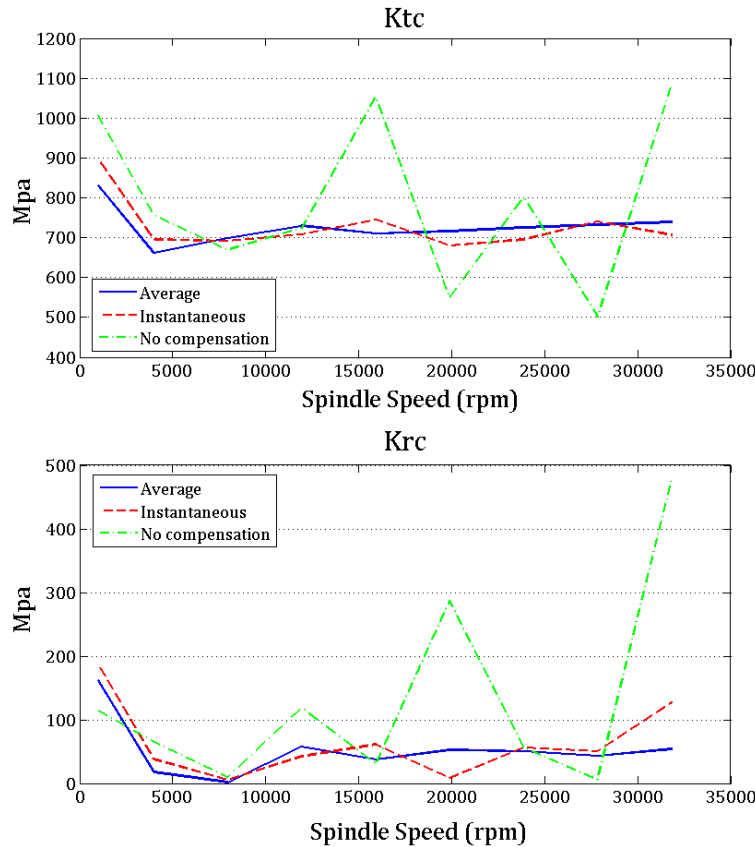 Ktc
1200
1100
1000
900
800
700
600
500
400
Mpa
Average
Instantaneous
No compensation
0 5000 10000 15000 20000 25000 30000 35000
Spindle Speed (rpm)
Krc
500
400
300
200
100
0
Mpa
Average
Instantaneous
No compensation
0 5000 10000 15000 20000 25000 30000 35000
Spindle Speed (rpm)